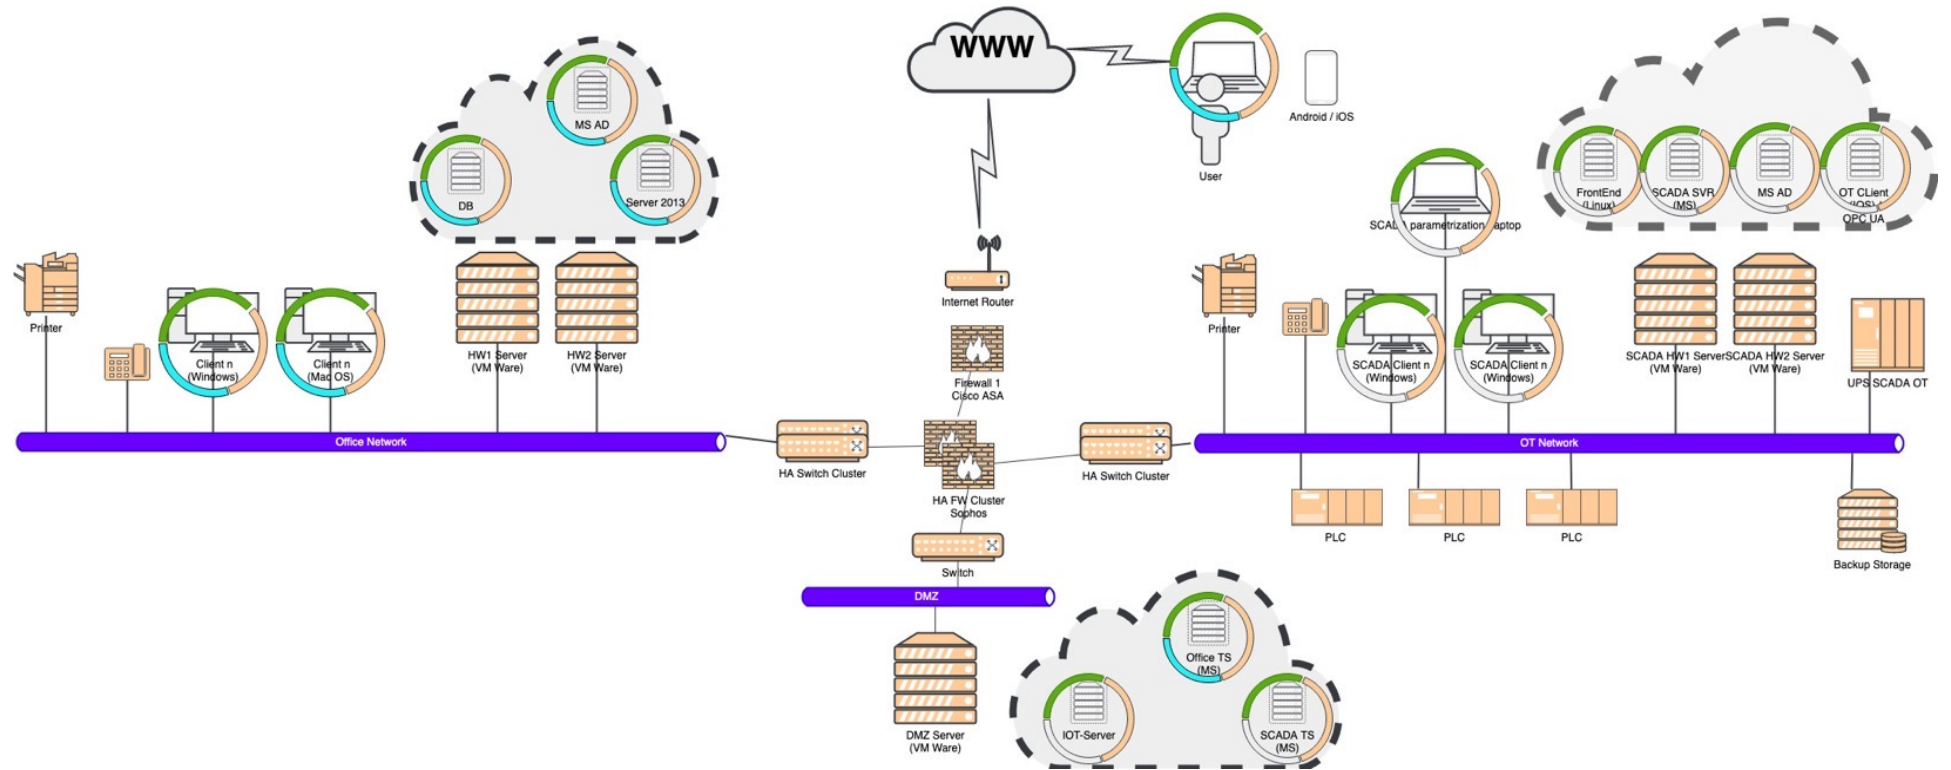 WWW
Android / iOS
User
MS AD
DB
Server 2013
FrontEnd
(Linux)
SCADA SVR
(MS)
MS AD
OT CLient
(IOS)
OPC UA
parametrization
Internet Router
Printer
Client n
(Windows)
Client n
(Mac OS)
HW1 Server
(VM Ware)
HW2 Server
(VM Ware)
Firewall 1
Cisco ASA
Printer
SCADA Client n
(Windows)
SCADA Client n
(Windows)
SCADA HW1 Server
(VM Ware)
SCADA HW2 Server
(VM Ware)
UPS SCADA OT
Office Network
HA Switch Cluster
HA FW Cluster
Sophos
HA Switch Cluster
OT Network
PLC
PLC
PLC
Backup Storage
Switch
DMZ
DMZ Server
(VM Ware)
Office TS
(MS)
IOT-Server
SCADA TS
(MS)